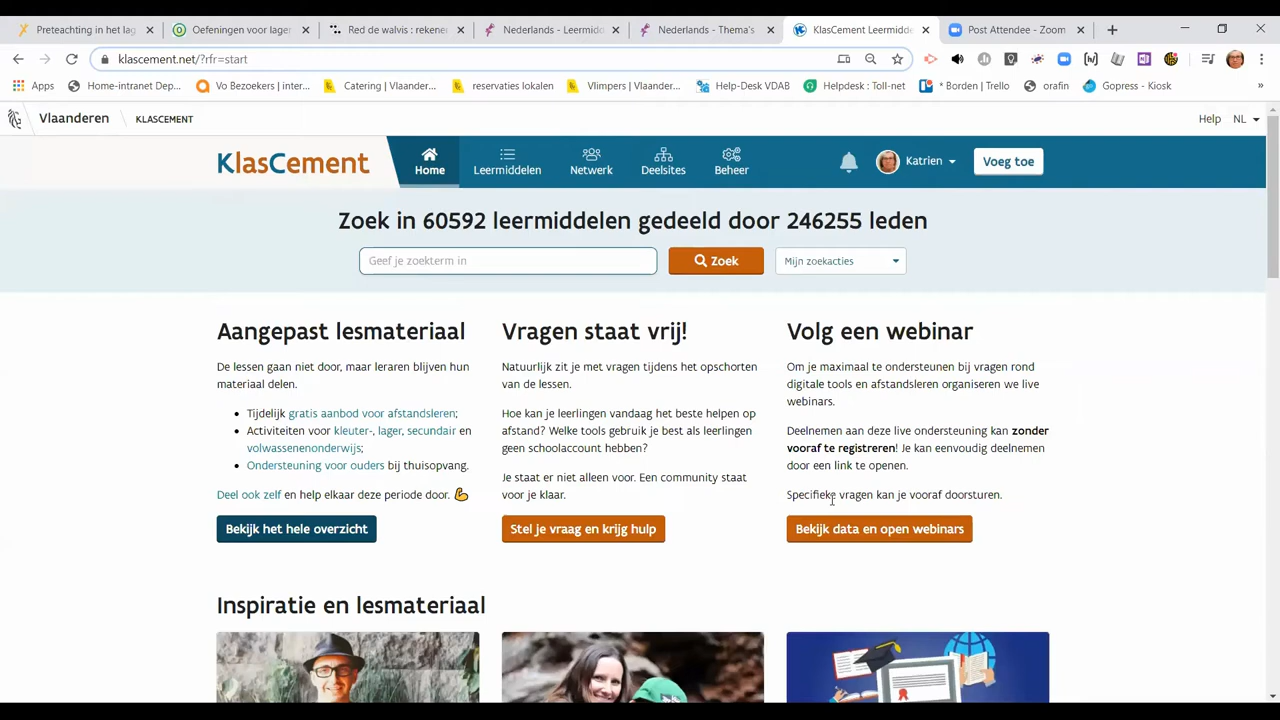 Preteachting in het lag
Oefeningen voor lager
Red de walvis : rekene
Nederlands - Leermidd
Nederlands - Thema's
KlasCement Leermidde
Post Attendee - Zoom
klascement.net/?rfr=start
Apps
Home-intranet Dep...
Vo Bezoekers | inter...
Catering | Vlaander...
reservaties lokalen
Vlimpers | Vlaander...
Help-Desk VDAB
Helpdesk : Toll-net
* Borden | Trello
orafin
Gopress - Kiosk
»
Vlaanderen
KLASCEMENT
Help
NL
KlasCement
Home
Leermiddelen
Netwerk
Deelsites
Beheer
Katrien
Voeg toe
Zoek in 60592 leermiddelen gedeeld door 246255 leden
Geef je zoekterm in
Zoek
Mijn zoekacties
Aangepast lesmateriaal
De lessen gaan niet door, maar leraren blijven hun
materiaal delen.
• Tijdelijk gratis aanbod voor afstandsleren;
• Activiteiten voor kleuter-, lager, secundair en
volwassenenonderwijs;
• Ondersteuning voor ouders bij thuisopvang.
Deel ook zelf en help elkaar deze periode door. 💪
Bekijk het hele overzicht
Vragen staat vrij!
Natuurlijk zit je met vragen tijdens het opschorten
van de lessen.
Hoe kan je leerlingen vandaag het beste helpen op
afstand? Welke tools gebruik je best als leerlingen
geen schoolaccount hebben?
Je staat er niet alleen voor. Een community staat
voor je klaar.
Stel je vraag en krijg hulp
Volg een webinar
Om je maximaal te ondersteunen bij vragen rond
digitale tools en afstandsleren organiseren we live
webinars.
Deelnemen aan deze live ondersteuning kan zonder
vooraf te registreren! Je kan eenvoudig deelnemen
door een link te openen.
Specifieke vragen kan je vooraf doorsturen.
Bekijk data en open webinars
Inspiratie en lesmateriaal